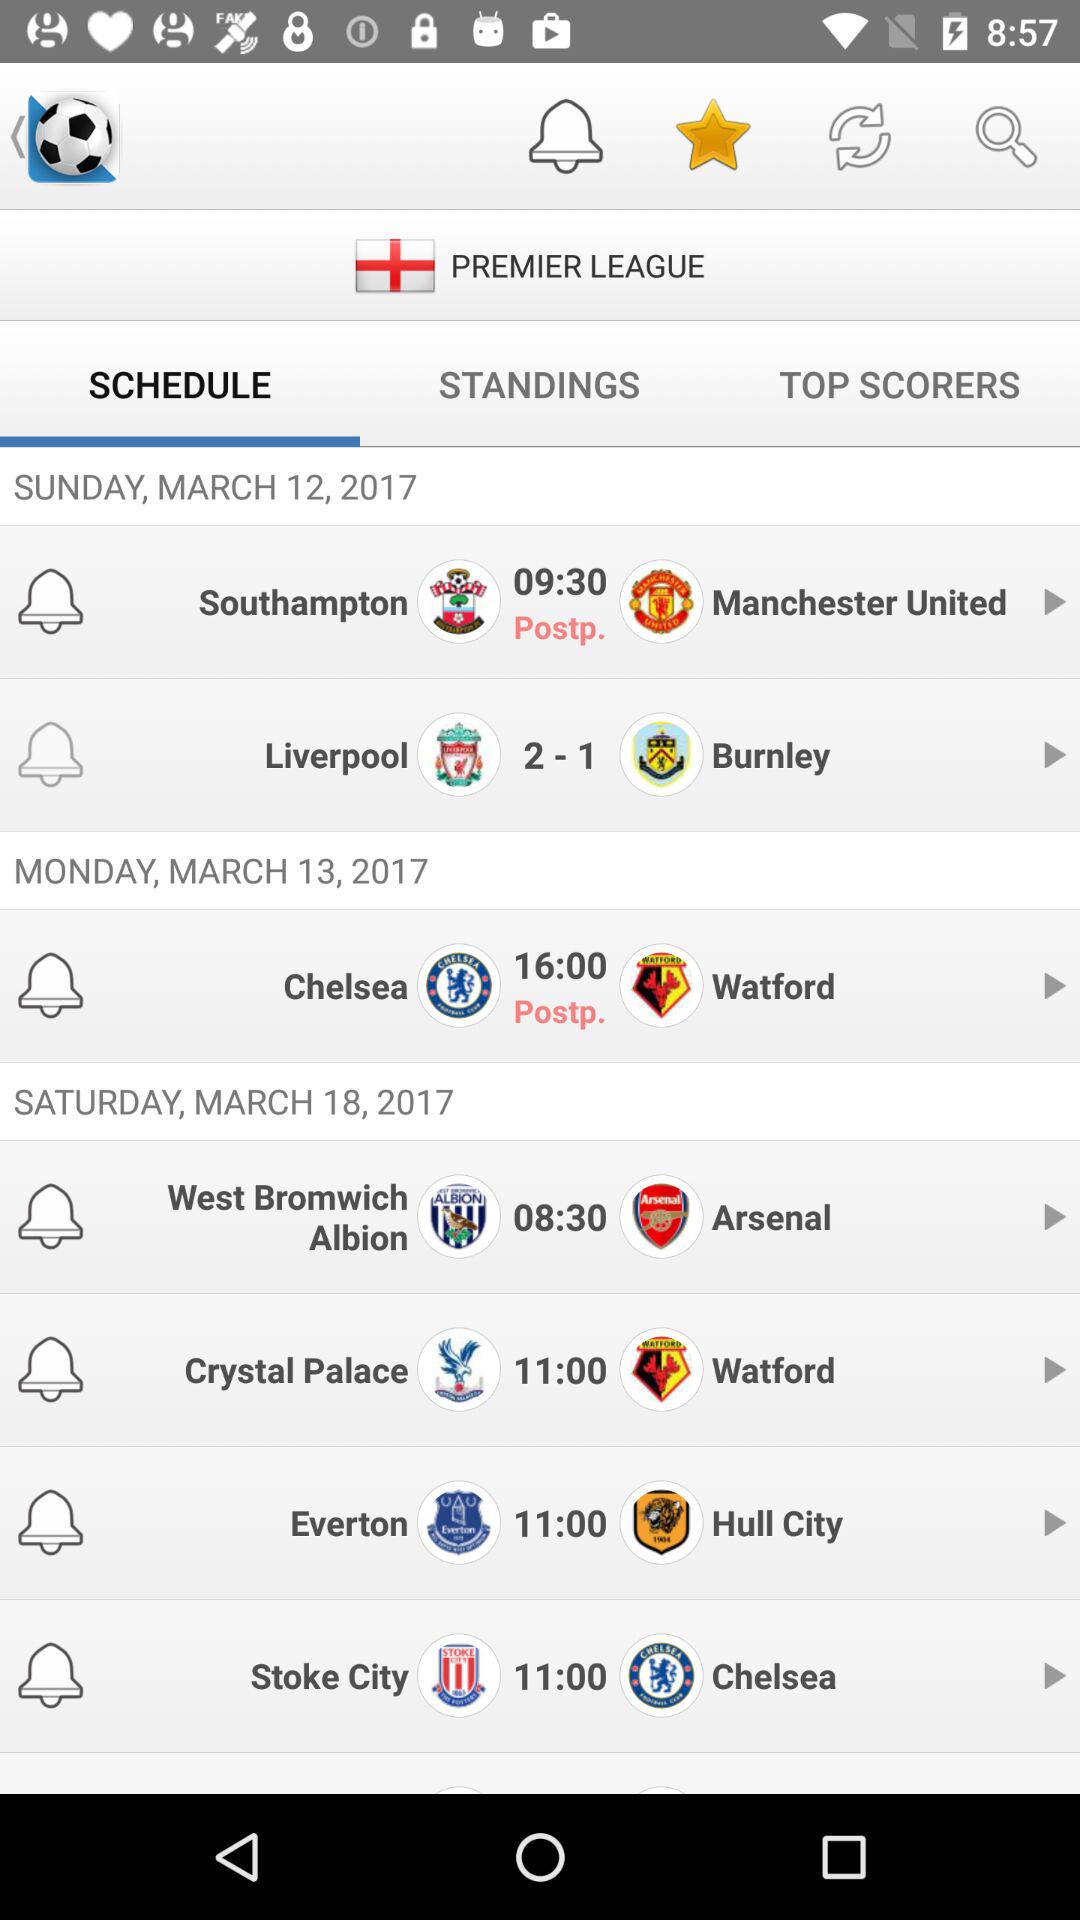 FAKE
8:57
PREMIER LEAGUE
SCHEDULE STANDINGS TOP SCORERS
SUNDAY, MARCH 12, 2017
Southampton 09:30 Manchester United
Postp.
Liverpool 2 - 1 Burnley
MONDAY, MARCH 13, 2017
Chelsea 16:00 Watford
Postp.
SATURDAY, MARCH 18, 2017
West Bromwich
Albion 08:30 Arsenal
Crystal Palace 11:00 Watford
Everton 11:00 Hull City
Stoke City 11:00 Chelsea